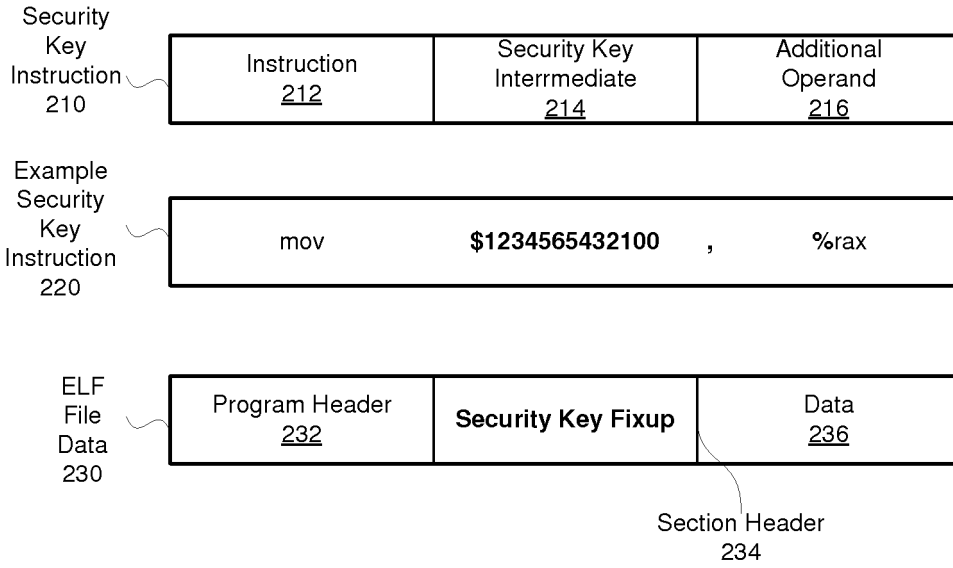 Security
Key
Instruction
210
Instruction
212
Security Key
Interrmediate
214
Additional
Operand
216
Example
Security
Key
Instruction
220
mov $1234565432100 , %rax
ELF
File
Data
230
Program Header
232
Security Key Fixup
Data
236
Section Header
234